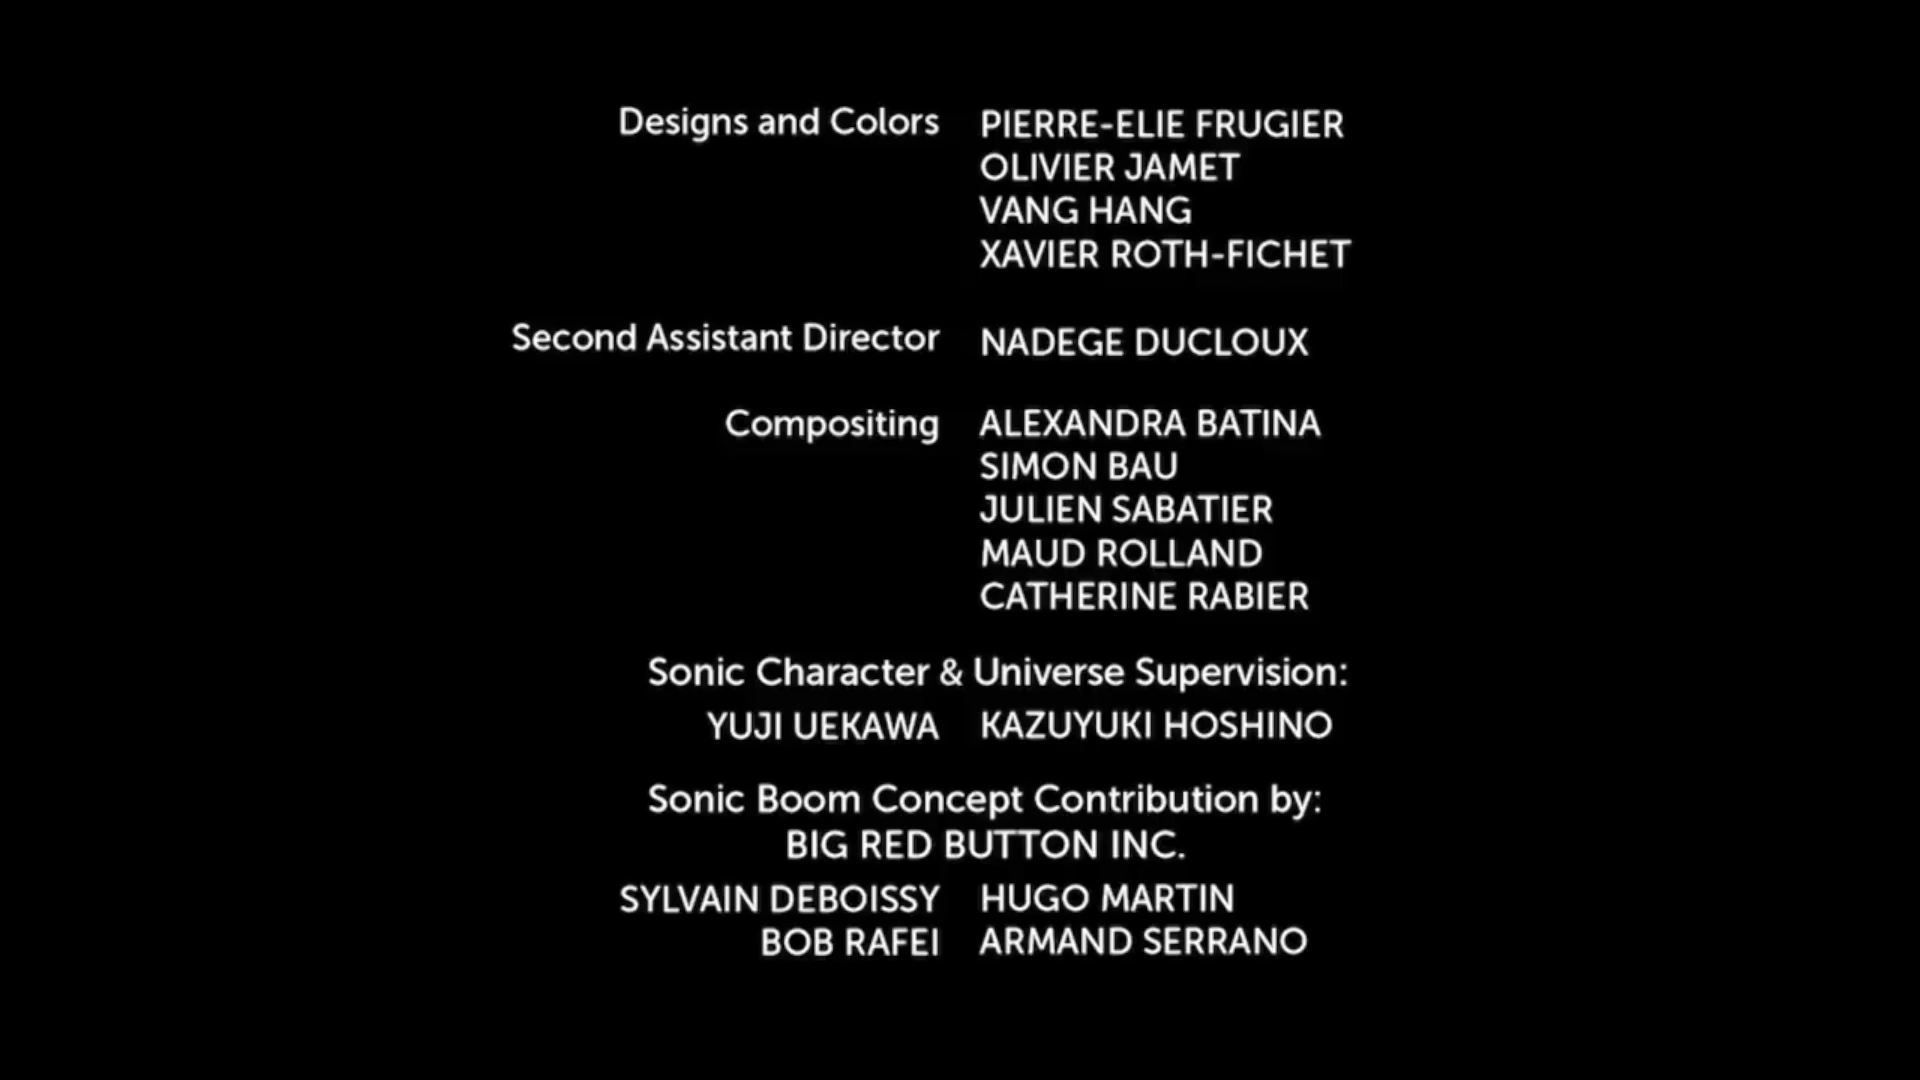 Designs and Colors PIERRE-ELIE FRUGIER
OLIVIER JAMET
VANG HANG
XAVIER ROTH-FICHET
Second Assistant Director NADEGE DUCLOUX
Compositing ALEXANDRA BATINA
SIMON BAU
JULIEN SABATIER
MAUD ROLLAND
CATHERINE RABIER
Sonic Character & Universe Supervision:
YUJI UEKAWA KAZUYUKI HOSHINO
Sonic Boom Concept Contribution by:
BIG RED BUTTON INC.
SYLVAIN DEBOISSY HUGO MARTIN
BOB RAFEI ARMAND SERRANO